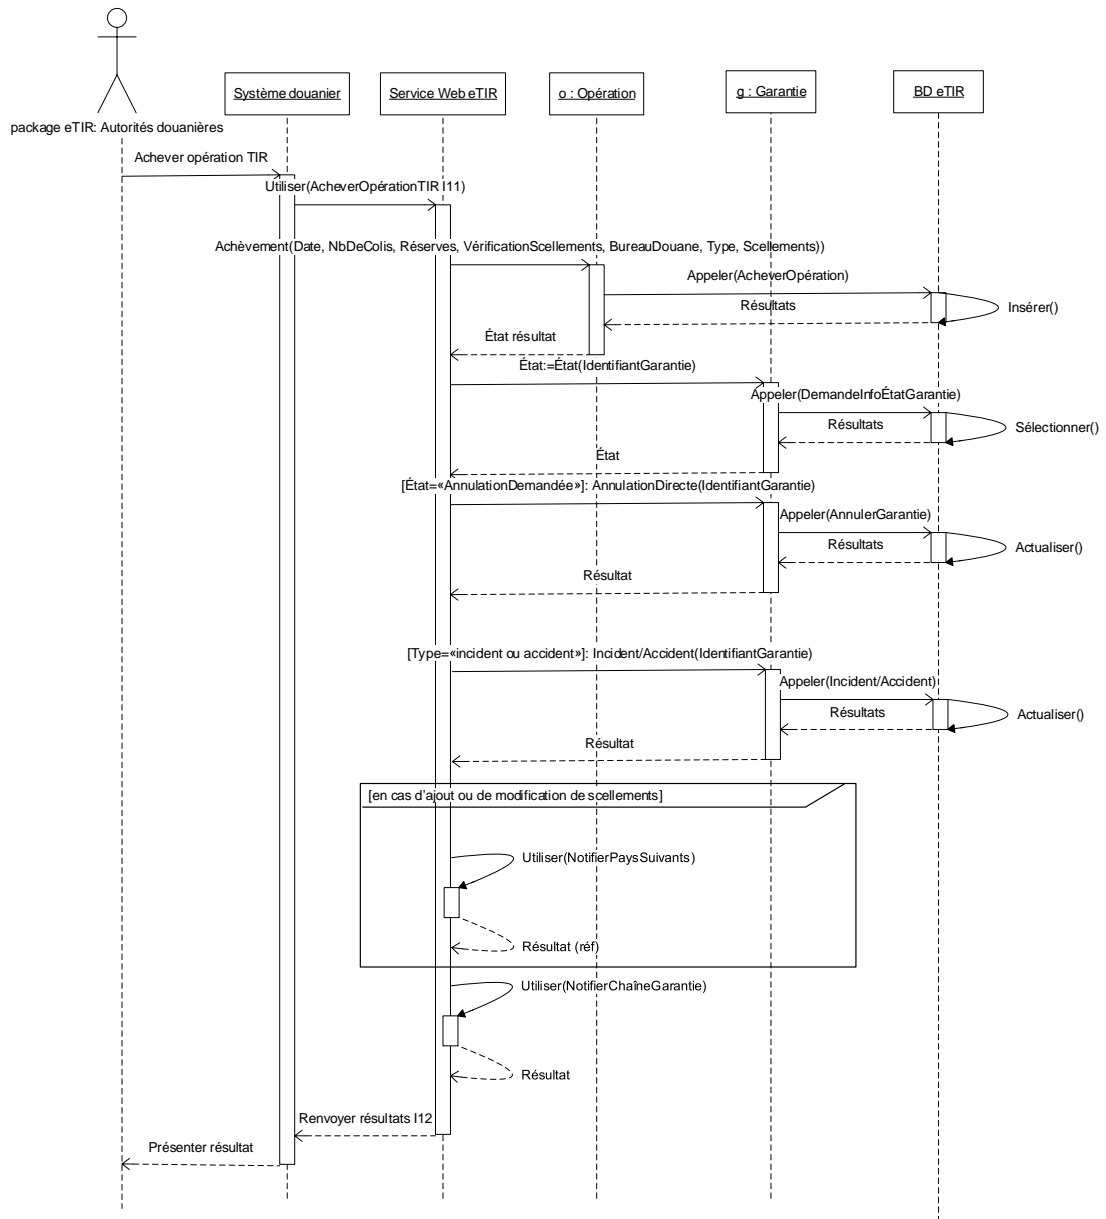 Système douanier
Service Web eTIR
o : Opération
g : Garantie
BD eTIR
package eTIR: Autorités douanières
Achever opération TIR
Utiliser(AcheverOpérationTIR I11)
Achèvement(Date, NbDeColis, Réserves, VérificationScellements, BureauDouane, Type, Scellements))
Appeler(AcheverOpération)
Résultats
Insérer()
État résultat
État:=État(IdentifiantGarantie)
Appeler(DemandeInfoÉtatGarantie)
Résultats
Sélectionner()
État
[État=«AnnulationDemandée»]: AnnulationDirecte(IdentifiantGarantie)
Appeler(AnnulerGarantie)
Résultats
Actualiser()
Résultat
[Type=«incident ou accident»]: Incident/Accident(IdentifiantGarantie)
Appeler(Incident/Accident)
Résultats
Actualiser()
Résultat
[en cas d'ajout ou de modification de scellements]
Utiliser(NotifierPaysSuivants)
Résultat (réf)
Utiliser(NotifierChaîneGarantie)
Résultat
Renvoyer résultats I12
Présenter résultat